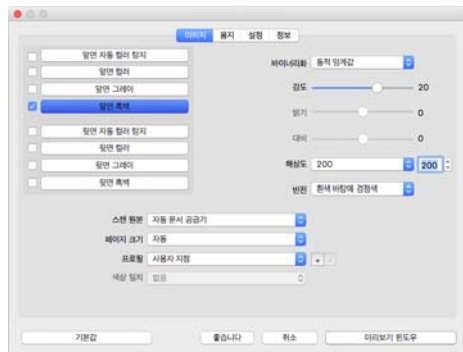 이미지 용지 설정 정보
앞면 자동 컬러 탐지
앞면 컬러
앞면 그레이
앞면 흑백
뒷면 자동 컬러 탐지
뒷면 컬러
뒷면 그레이
뒷면 흑백
바이너리화 동적 임계값
감도 20
밝기 0
대비 0
해상도 200 200
반전 흰색 바탕에 검정색
스캔 원본 자동 문서 공급기
페이지 크기 자동
프로필 사용자 지정 + -
색상 일치 없음
기본값 좋습니다 취소 미리보기 윈도우